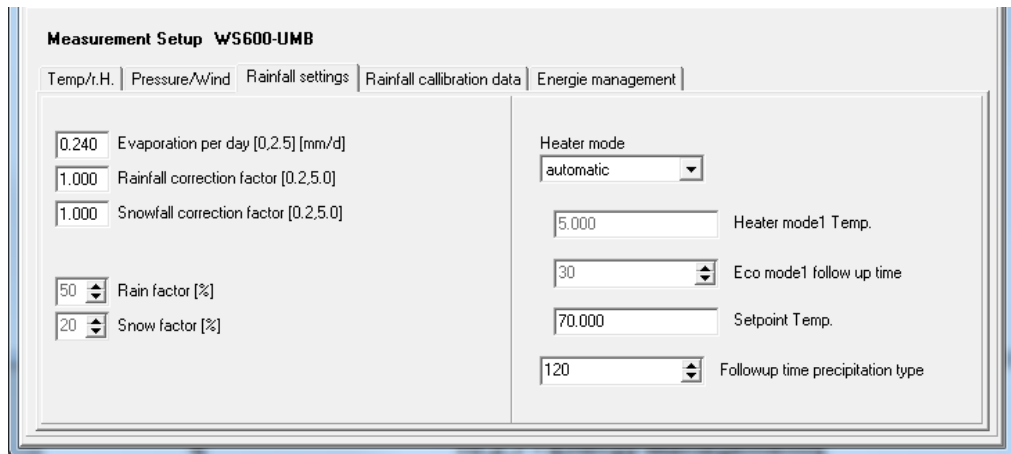 Measurement Setup WS600-UMB
Temp/r.H. Pressure/Wind Rainfall settings Rainfall callibration data Energie management
0.240 Evaporation per day [0,2.5] [mm/d]
1.000 Rainfall correction factor [0.2,5.0]
1.000 Snowfall correction factor [0.2,5.0]
50 Rain factor [%]
20 Snow factor [%]
Heater mode
automatic
5.000 Heater mode1 Temp.
30 Eco mode1 follow up time
70.000 Setpoint Temp.
120 Followup time precipitation type